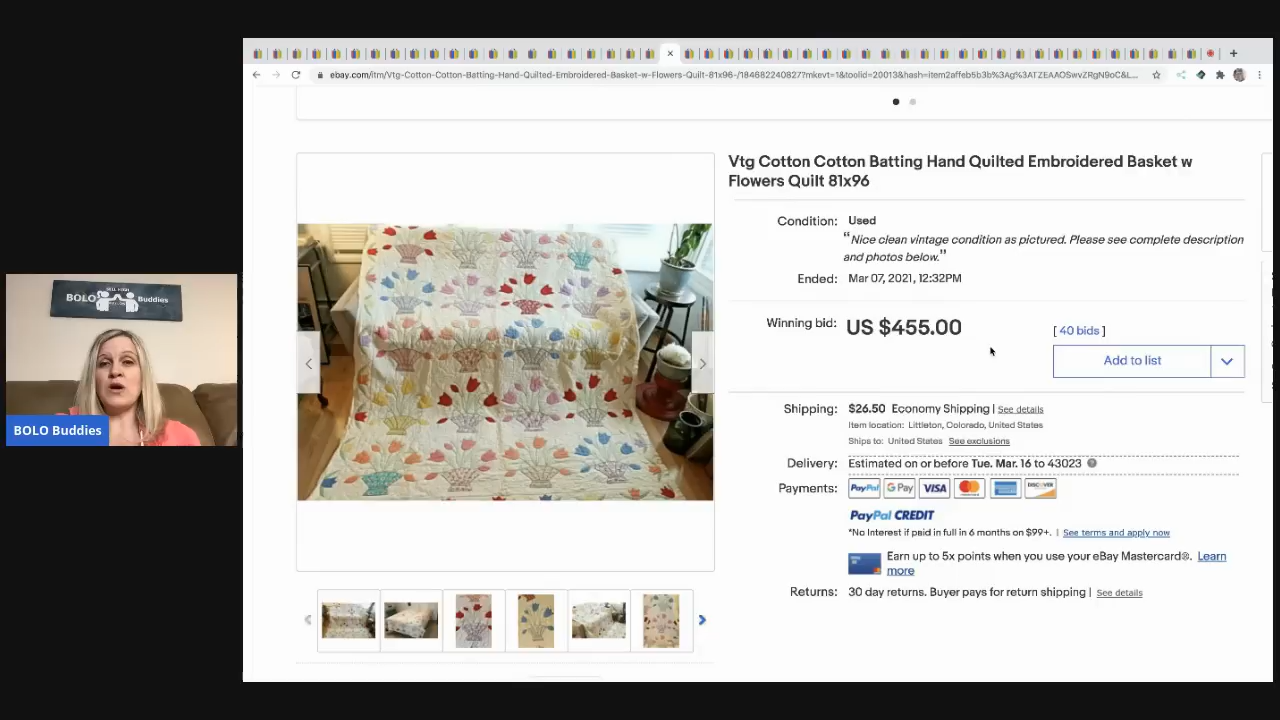 ebay.com/itm/Vtg-Cotton-Cotton-Batting-Hand-Quilted-Embroidered-Basket-w-Flowers-Quilt-81x96-/184682240827?mkevt=1&toolid=20013&hash=item2affeb5b3b%3Ag%3ATZEAAOSwvZRgN9oC&L...
Vtg Cotton Cotton Batting Hand Quilted Embroidered Basket w
Flowers Quilt 81x96
Condition: Used
“Nice clean vintage condition as pictured. Please see complete description
and photos below.”
Ended: Mar 07, 2021, 12:32PM
Winning bid: US $455.00 [ 40 bids ]
Add to list
Shipping: $26.50 Economy Shipping | See details
Item location: Littleton, Colorado, United States
Ships to: United States See exclusions
Delivery: Estimated on or before Tue. Mar. 16 to 43023
Payments: PayPal G Pay VISA mastercard DISCOVER
PayPal CREDIT
*No Interest if paid in full in 6 months on $99+. | See terms and apply now
Earn up to 5x points when you use your eBay Mastercard®. Learn
more
Returns: 30 day returns. Buyer pays for return shipping | See details
BOLO Buddies
BOLO Buddies